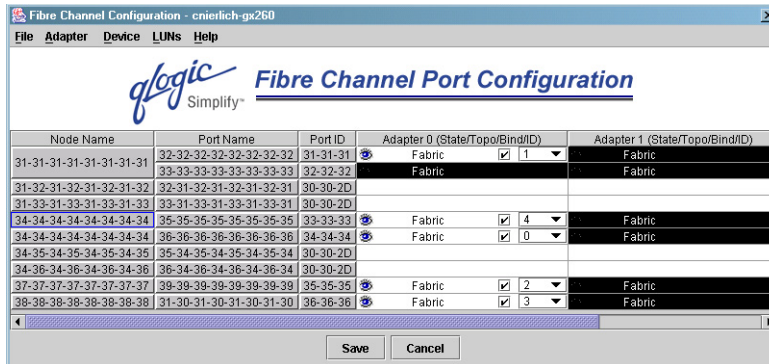 Fibre Channel Configuration - cnierlich-gx260
File Adapter Device LUNs Help
qlogic Simplify™ Fibre Channel Port Configuration
Node Name Port Name Port ID Adapter 0 (State/Topo/Bind/ID) Adapter 1 (State/Topo/Bind/ID)
31-31-31-31-31-31-31-31 32-32-32-32-32-32-32-32 31-31-31 Fabric 1 Fabric
33-33-33-33-33-33-33-33 32-32-32 Fabric Fabric
31-32-31-32-31-32-31-32 32-31-32-31-32-31-32-31 30-30-2D
31-33-31-33-31-33-31-33 33-31-33-31-33-31-33-31 30-30-2D
34-34-34-34-34-34-34-34 35-35-35-35-35-35-35-35 33-33-33 Fabric 4 Fabric
34-34-34-34-34-34-34-34 36-36-36-36-36-36-36-36 34-34-34 Fabric 0 Fabric
34-35-34-35-34-35-34-35 35-34-35-34-35-34-35-34 30-30-2D
34-36-34-36-34-36-34-36 36-34-36-34-36-34-36-34 30-30-2D
37-37-37-37-37-37-37-37 39-39-39-39-39-39-39-39 35-35-35 Fabric 2 Fabric
38-38-38-38-38-38-38-38 31-30-31-30-31-30-31-30 36-36-36 Fabric 3 Fabric
Save Cancel